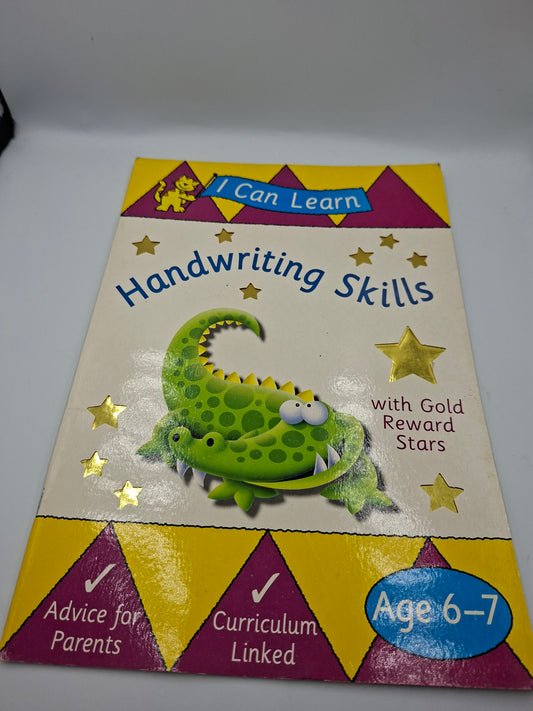 I Can Learn
Handwriting Skills
with Gold
Reward
Stars
✓
Advice for
Parents
✓
Curriculum
Linked
Age 6–7